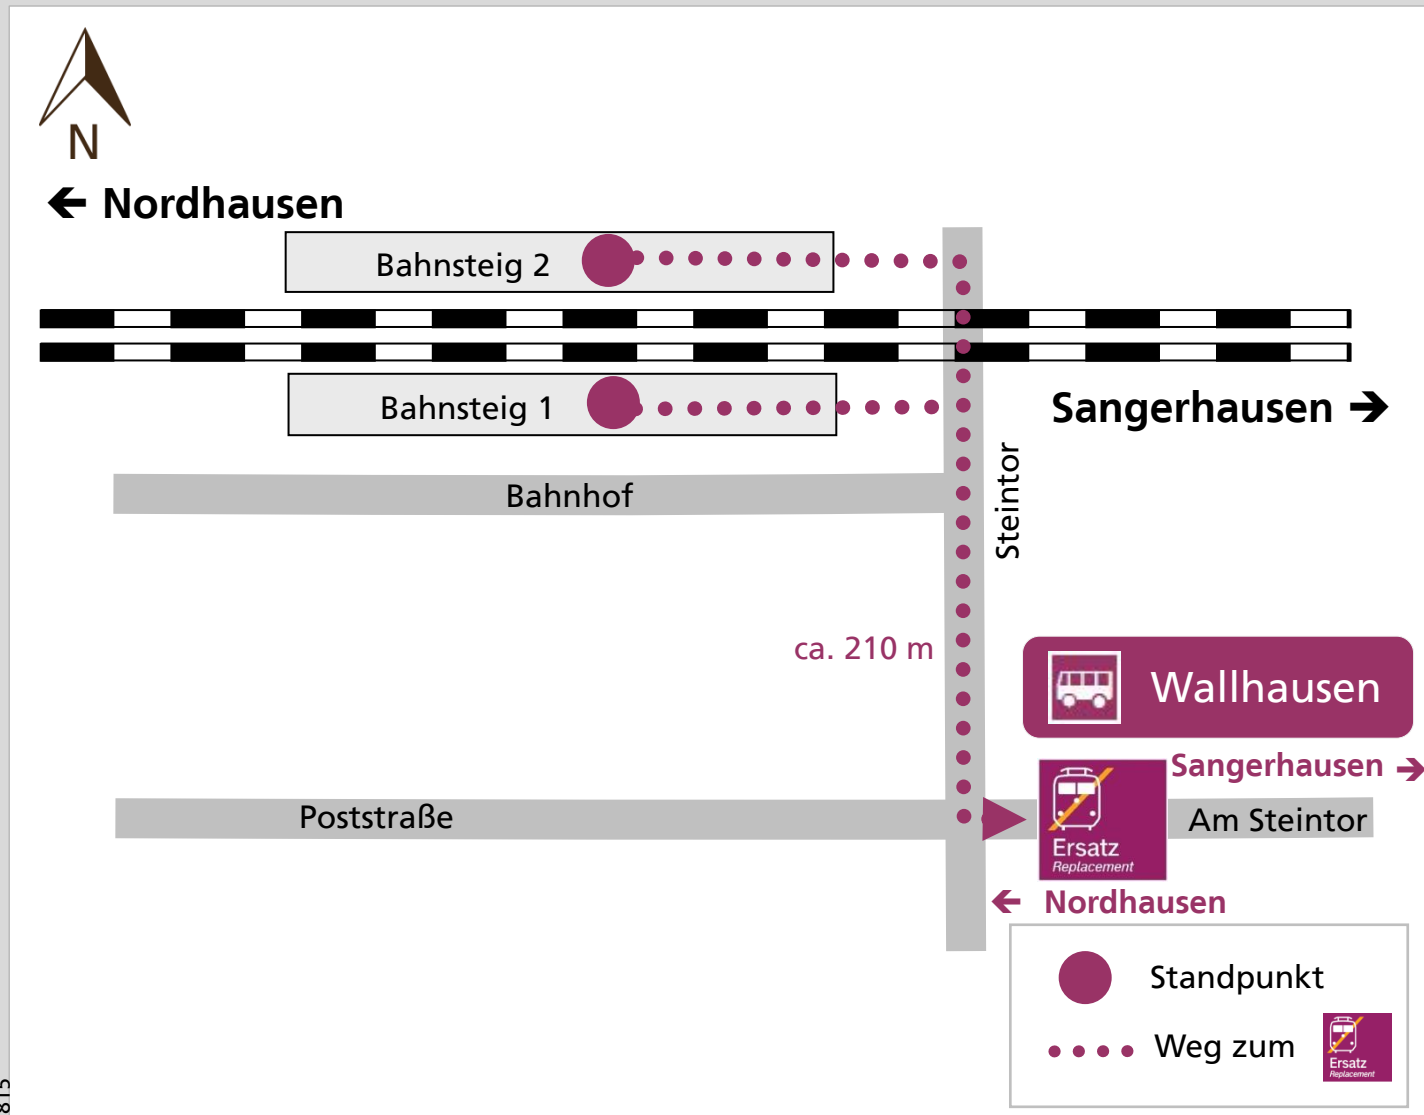 N
← Nordhausen
Bahnsteig 2
Bahnsteig 1
Sangerhausen →
Bahnhof
Steintor
ca. 210 m
Wallhausen
Sangerhausen →
Poststraße
Ersatz
Replacement
Am Steintor
← Nordhausen
Standpunkt
Weg zum
Ersatz
Replacement